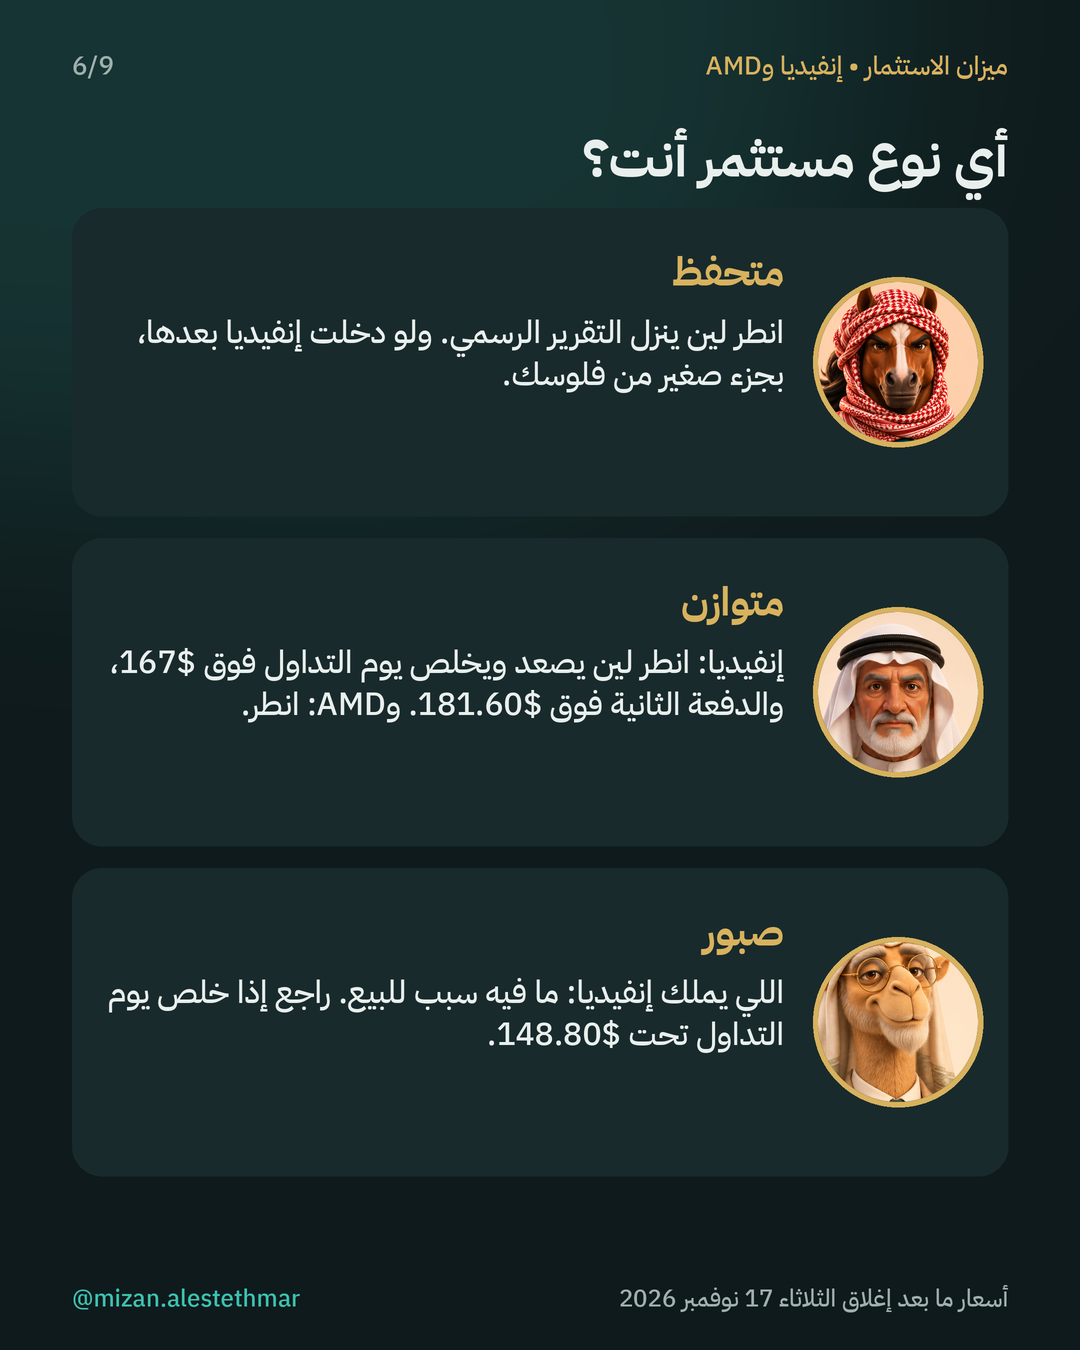 ميزان الاستثمار • إنفيديا وAMD
6/9
أي نوع مستثمر أنت؟
متحفظ
انطر لين ينزل التقرير الرسمي. ولو دخلت إنفيديا بعدها،
بجزء صغير من فلوسك.
متوازن
إنفيديا: انطر لين يصعد ويخلص يوم التداول فوق $167،
والدفعة الثانية فوق $181.60. وAMD: انطر.
صبور
اللي يملك إنفيديا: ما فيه سبب للبيع. راجع إذا خلص يوم
التداول تحت $148.80.
أسعار ما بعد إغلاق الثلاثاء 17 نوفمبر 2026
@mizan.alestethmar